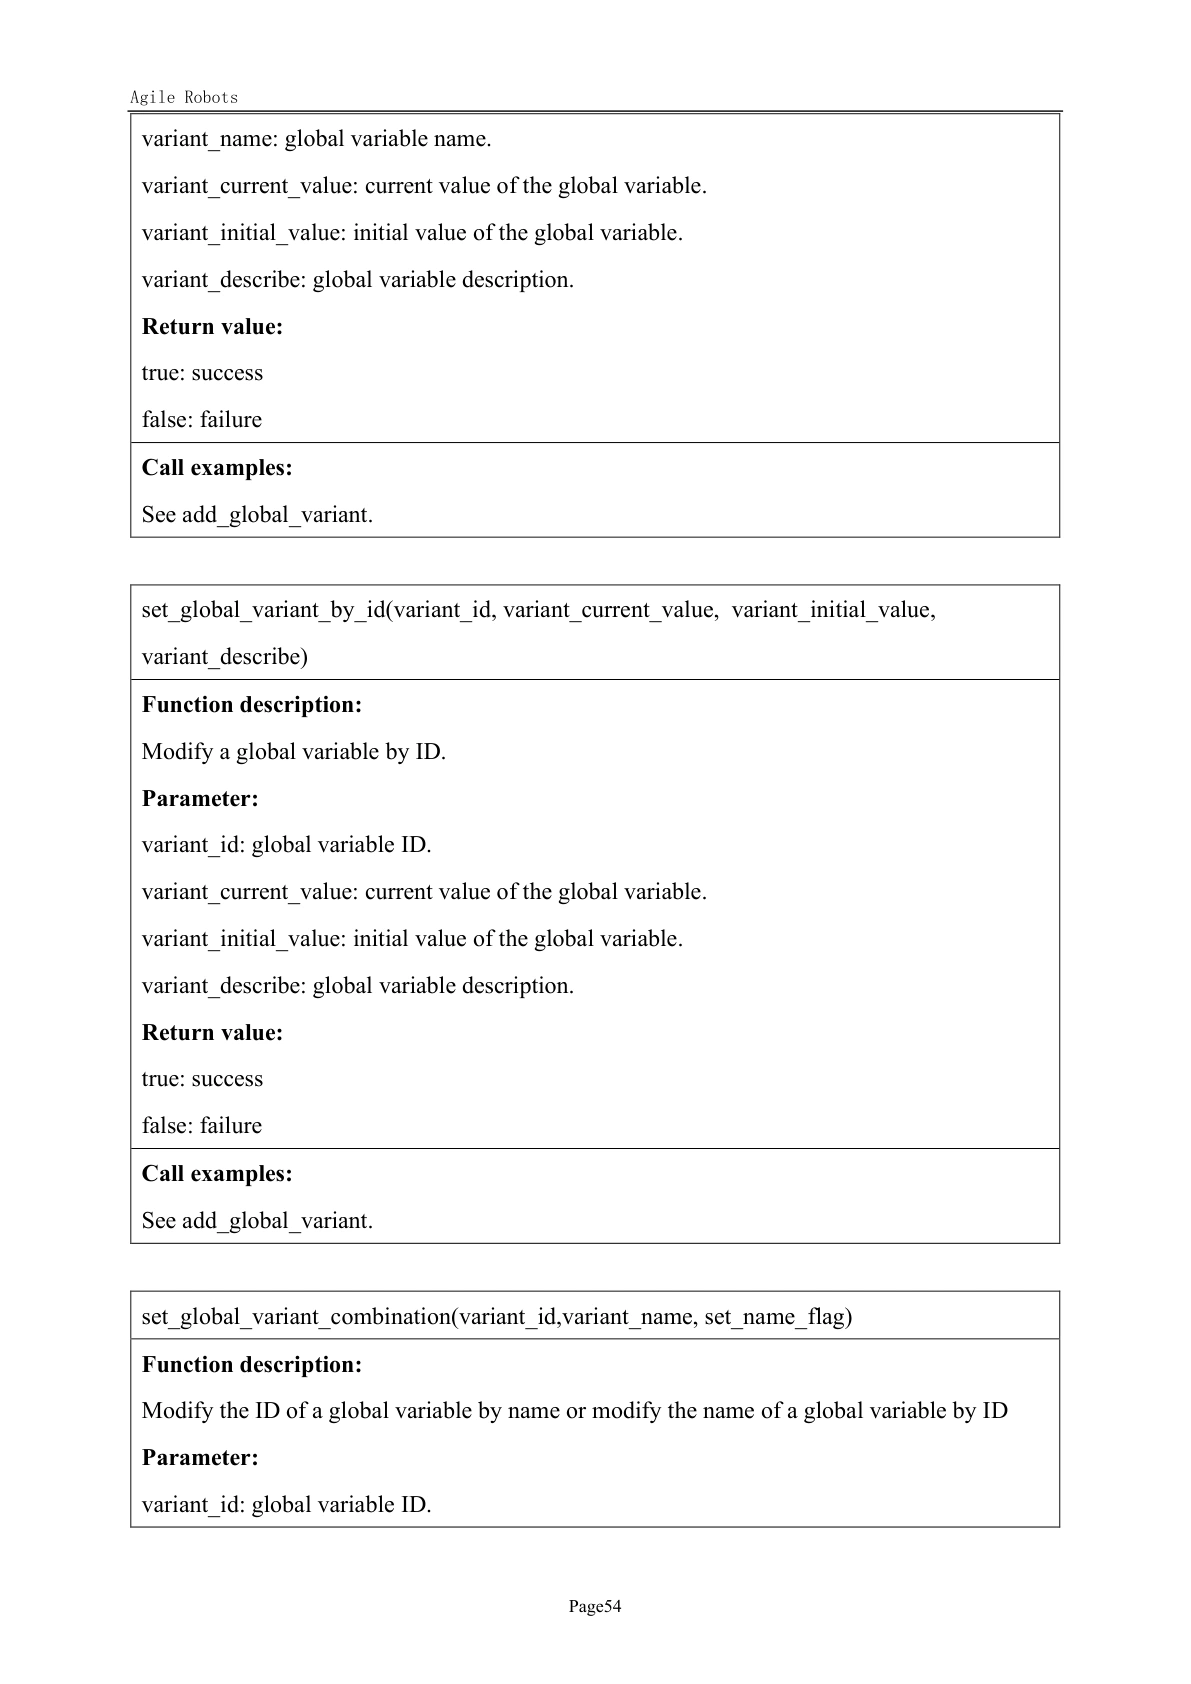 Agile Robots
variant_name: global variable name.
variant_current_value: current value of the global variable.
variant_initial_value: initial value of the global variable.
variant_describe: global variable description.
Return value:
true: success
false: failure
Call examples:
See add_global_variant.
set_global_variant_by_id(variant_id, variant_current_value,  variant_initial_value,
variant_describe)
Function description:
Modify a global variable by ID.
Parameter:
variant_id: global variable ID.
variant_current_value: current value of the global variable.
variant_initial_value: initial value of the global variable.
variant_describe: global variable description.
Return value:
true: success
false: failure
Call examples:
See add_global_variant.
set_global_variant_combination(variant_id,variant_name, set_name_flag)
Function description:
Modify the ID of a global variable by name or modify the name of a global variable by ID
Parameter:
variant_id: global variable ID.
Page54